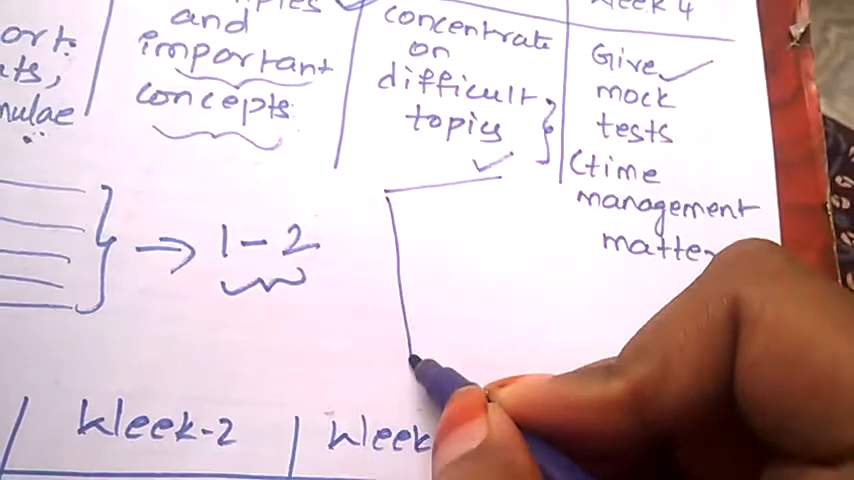 and
important
concepts
concentrate
on
difficult
topics
Week 4
Give
mock
tests
(time
management
1-2
Week-2
Week